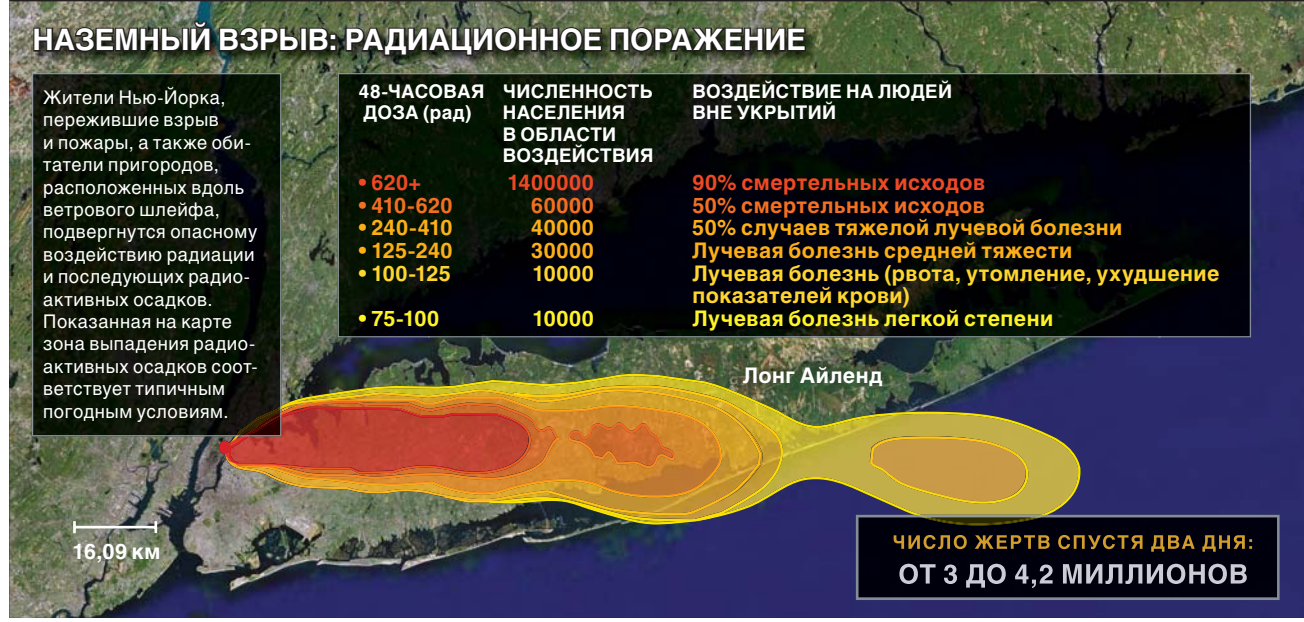 НАЗЕМНЫЙ ВЗРЫВ: РАДИАЦИОННОЕ ПОРАЖЕНИЕ
Жители Нью-Йорка,
пережившие взрыв
и пожары, а также оби-
татели пригородов,
расположенных вдоль
ветрового шлейфа,
подвергнутся опасному
воздействию радиации
и последующих радио-
активных осадков.
Показанная на карте
зона выпадения радио-
активных осадков соот-
ветствует типичным
погодным условиям.
48-ЧАСОВАЯ ЧИСЛЕННОСТЬ ВОЗДЕЙСТВИЕ НА ЛЮДЕЙ
ДОЗА (рад) НАСЕЛЕНИЯ ВНЕ УКРЫТИЙ
В ОБЛАСТИ
ВОЗДЕЙСТВИЯ
• 620+ 1400000 90% смертельных исходов
• 410-620 60000 50% смертельных исходов
• 240-410 40000 50% случаев тяжелой лучевой болезни
• 125-240 30000 Лучевая болезнь средней тяжести
• 100-125 10000 Лучевая болезнь (рвота, утомление, ухудшение
показателей крови)
• 75-100 10000 Лучевая болезнь легкой степени
Лонг Айленд
16,09 км
ЧИСЛО ЖЕРТВ СПУСТЯ ДВА ДНЯ:
ОТ 3 ДО 4,2 МИЛЛИОНОВ